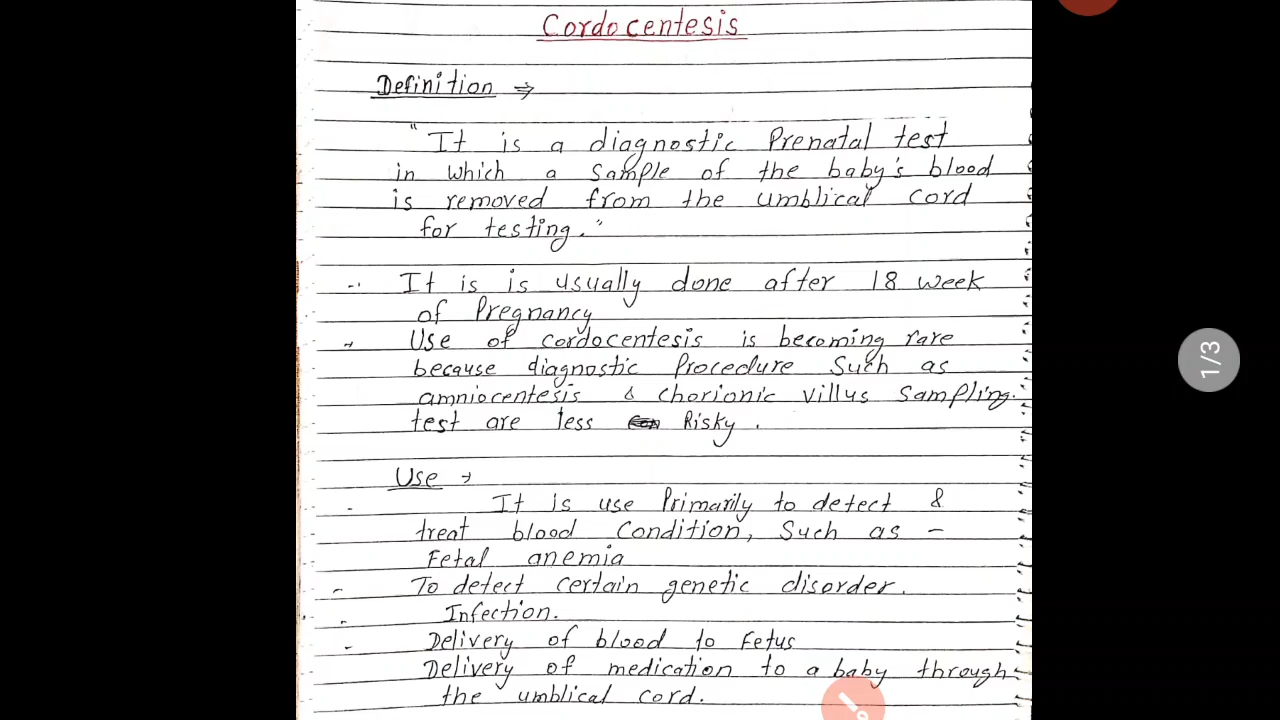 Cordocentesis
Definition ⇒
"It is a diagnostic Prenatal test
in which a sample of the baby's blood
is removed from the umblical cord
for testing."
-. It is is usually done after 18 week
of Pregnancy
→ Use of cordocentesis is becoming rare
because diagnostic Procedure Such as
amniocentesis & chorionic villus sampling.
test are less Risky.
Use →
- It is use Primarily to detect &
treat blood Condition, Such as -
Fetal anemia
- To detect certain genetic disorder.
- Infection.
- Delivery of blood to Fetus
Delivery of medication to a baby through
the umblical cord.
1/3